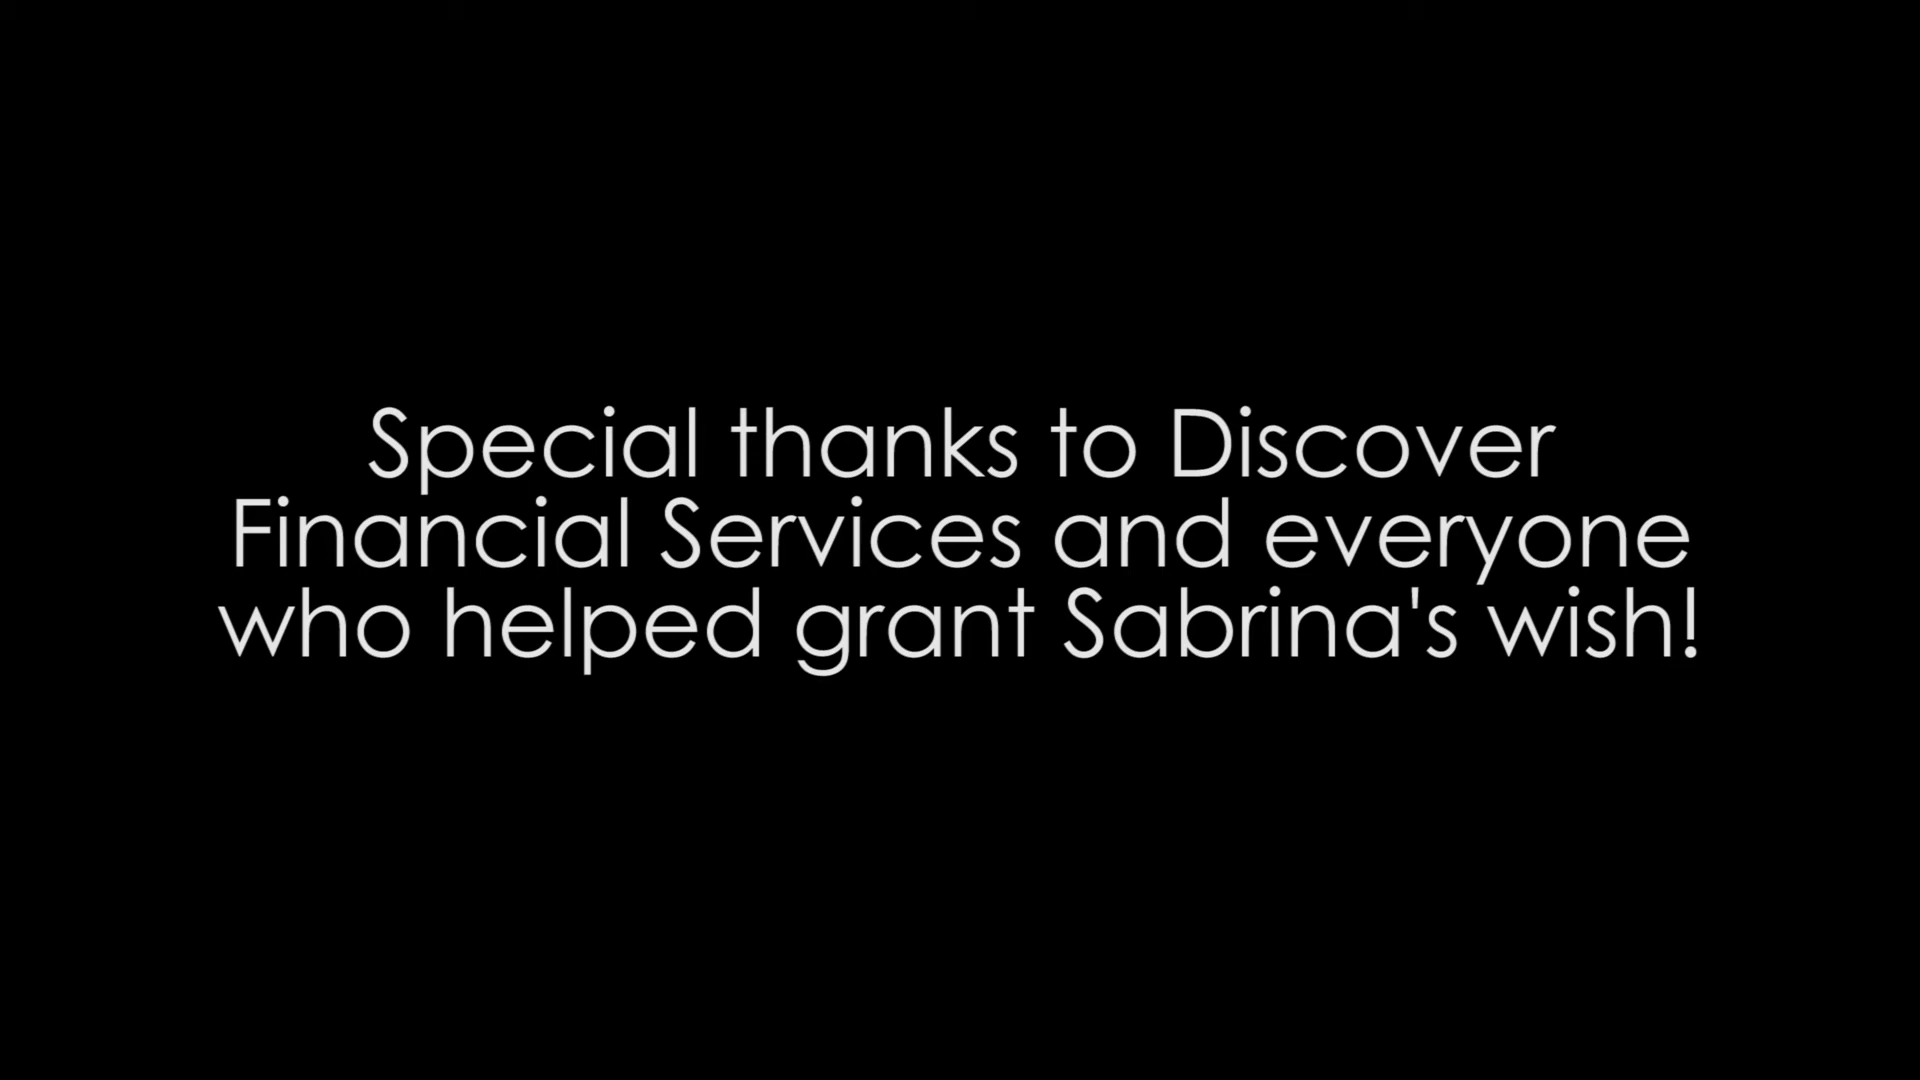 Special thanks to Discover
Financial Services and everyone
who helped grant Sabrina's wish!